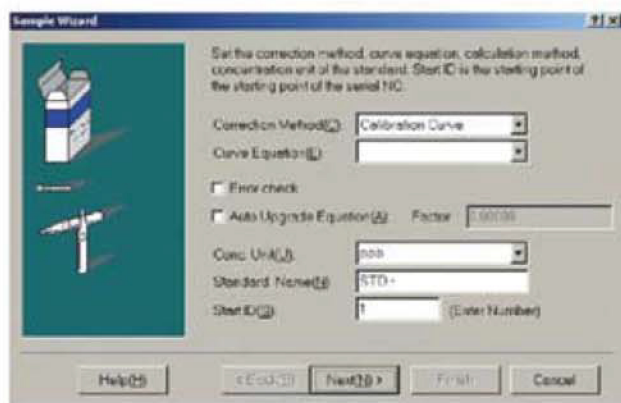 Sample Wizard
Set the correction method, curve equation, calculation method,
concentration unit of the standard. Start ID is the starting point of
the starting point of the serial NO.
Correction Method(C): Calibration Curve
Curve Equation(E):
Error check
Auto Upgrade Equation(A) Factor
Conc. Unit(U): ppb
Standard Name(N) STD-
Start ID(S): 1 (Enter Number)
Help(H) Next(N) > Finish Cancel